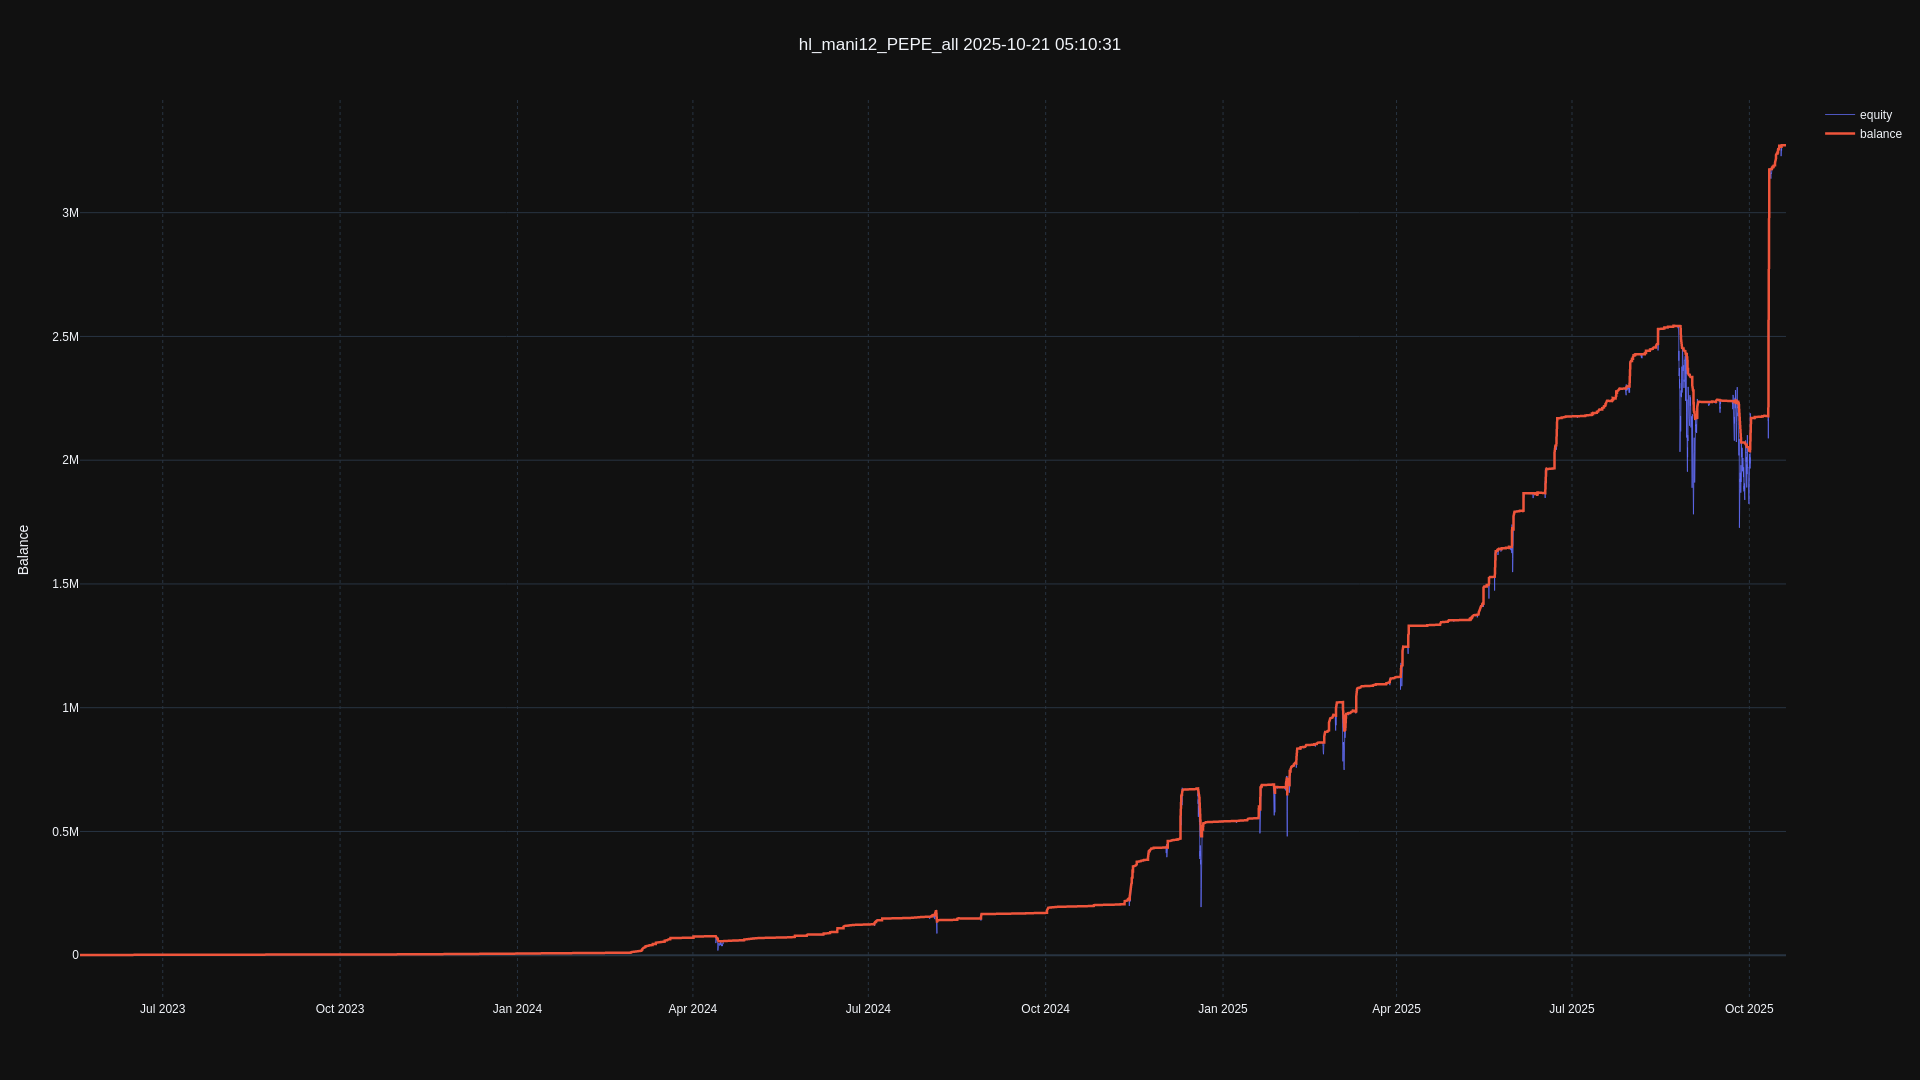 hl_mani12_PEPE_all 2025-10-21 05:10:31
equity
balance
3M
2.5M
2M
1.5M
1M
0.5M
0
Balance
Jul 2023
Oct 2023
Jan 2024
Apr 2024
Jul 2024
Oct 2024
Jan 2025
Apr 2025
Jul 2025
Oct 2025